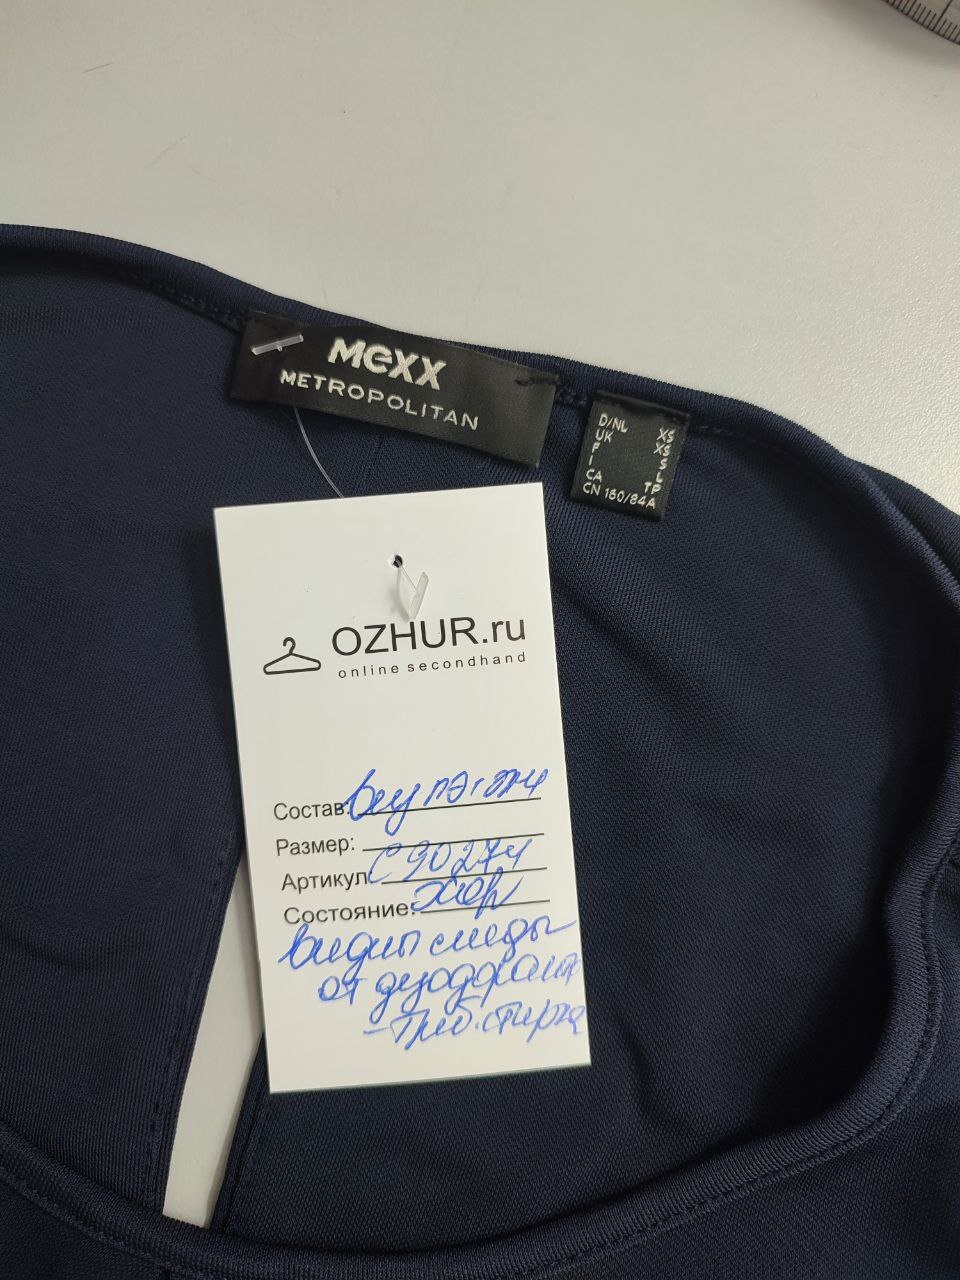 Mexx
METROPOLITAN
D/NL XS
UK XS
F S
I L
CA TP
CN 160/84A
OZHUR.ru
online secondhand
Состав:
Размер:
Артикул: С90274
Состояние: хор
видны следы
от дуодорант
- треб. стирка